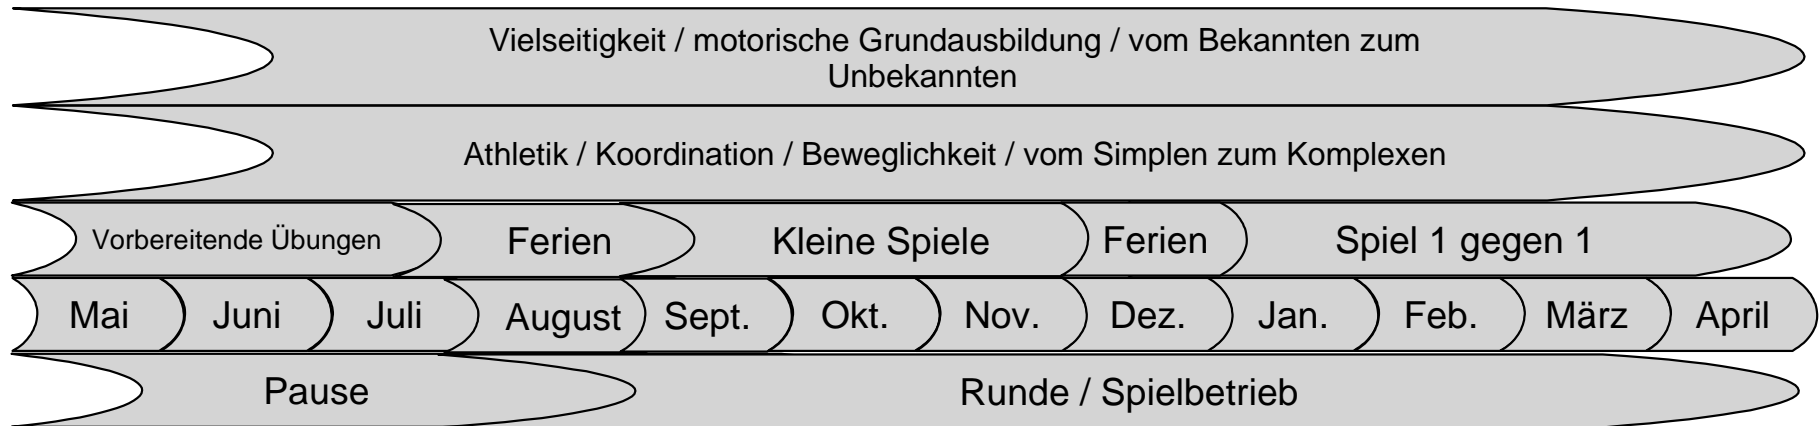 Vielseitigkeit / motorische Grundausbildung / vom Bekannten zum
Unbekannten
Athletik / Koordination / Beweglichkeit / vom Simplen zum Komplexen
Vorbereitende Übungen Ferien Kleine Spiele Ferien Spiel 1 gegen 1
Mai Juni Juli August Sept. Okt. Nov. Dez. Jan. Feb. März April
Pause Runde / Spielbetrieb